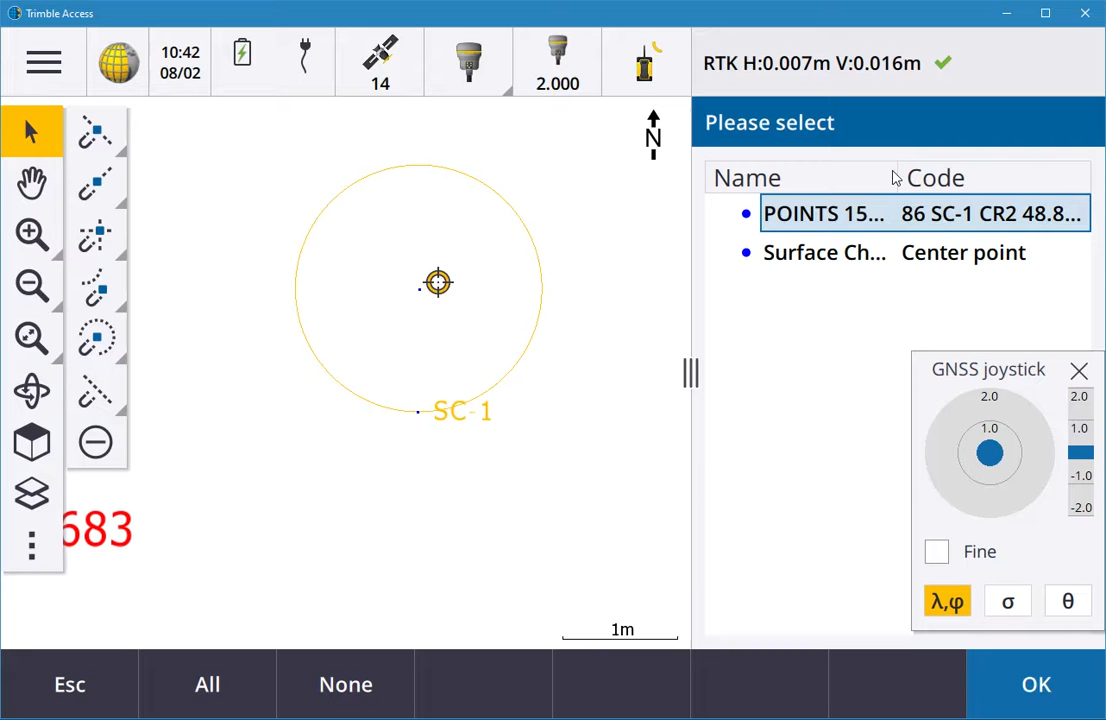 Trimble Access
10:42
08/02
14
2.000
RTK H:0.007m V:0.016m
Please select
N
Name Code
POINTS 15... 86 SC-1 CR2 48.8...
Surface Ch... Center point
SC-1
683
1m
GNSS joystick
2.0
1.0
2.0
1.0
-1.0
-2.0
Fine
λ,φ σ θ
Esc All None OK